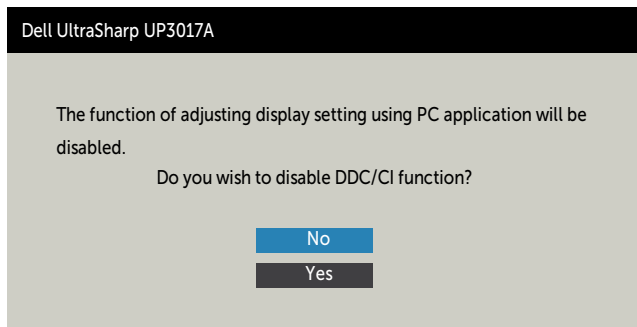 Dell UltraSharp UP3017A
The function of adjusting display setting using PC application will be
disabled.
Do you wish to disable DDC/CI function?
No
Yes